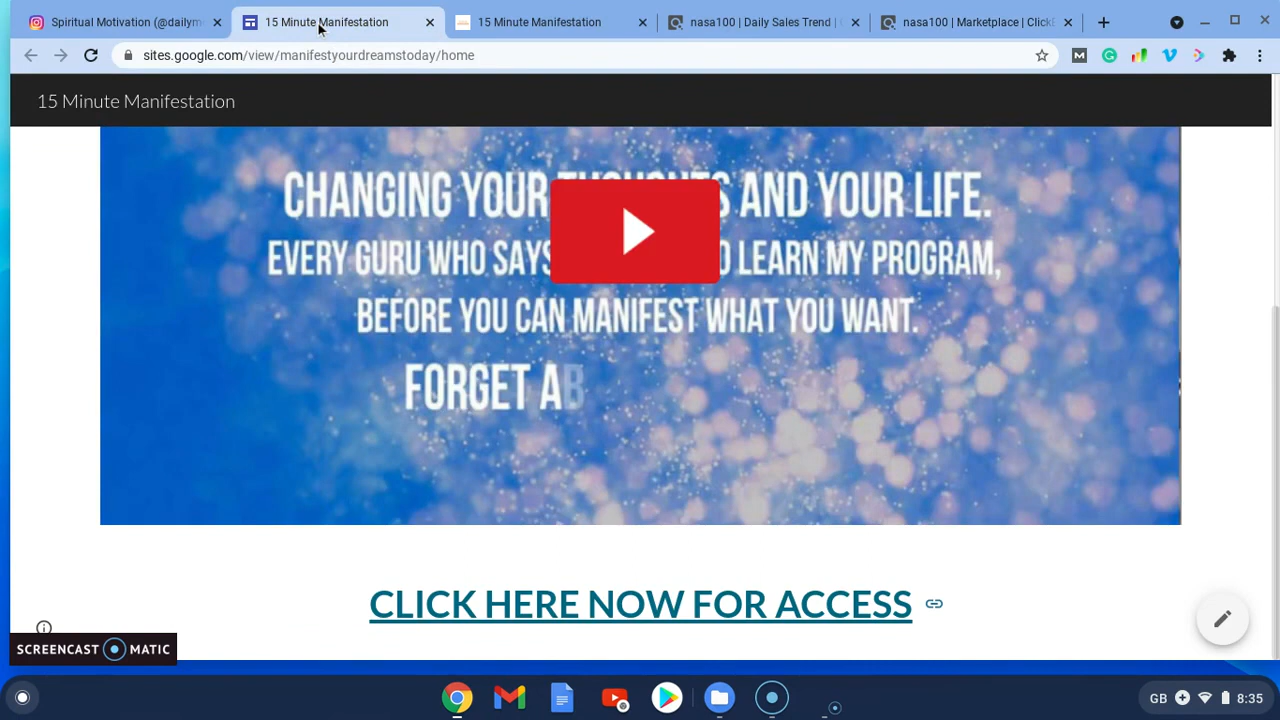 Spiritual Motivation (@dailym
15 Minute Manifestation
15 Minute Manifestation
nasa100 | Daily Sales Trend |
nasa100 | Marketplace | Click
sites.google.com/view/manifestyourdreamstoday/home
M
15 Minute Manifestation
CHANGING YOUR THOUGHTS AND YOUR LIFE.
EVERY GURU WHO SAYS LEARN MY PROGRAM,
BEFORE YOU CAN MANIFEST WHAT YOU WANT.
FORGET AB
CLICK HERE NOW FOR ACCESS
SCREENCAST MATIC
GB 8:35